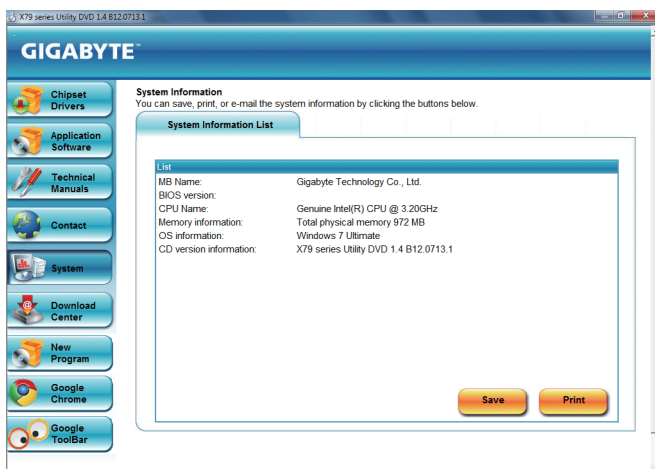 X79 series Utility DVD 1.4 B12.0713.1
GIGABYTE™
Chipset
Drivers
Application
Software
Technical
Manuals
Contact
System
Download
Center
New
Program
Google
Chrome
Google
ToolBar
System Information
You can save, print, or e-mail the system information by clicking the buttons below.
System Information List
List
MB Name: Gigabyte Technology Co., Ltd.
BIOS version:
CPU Name: Genuine Intel(R) CPU @ 3.20GHz
Memory information: Total physical memory 972 MB
OS information: Windows 7 Ultimate
CD version information: X79 series Utility DVD 1.4 B12.0713.1
Save Print